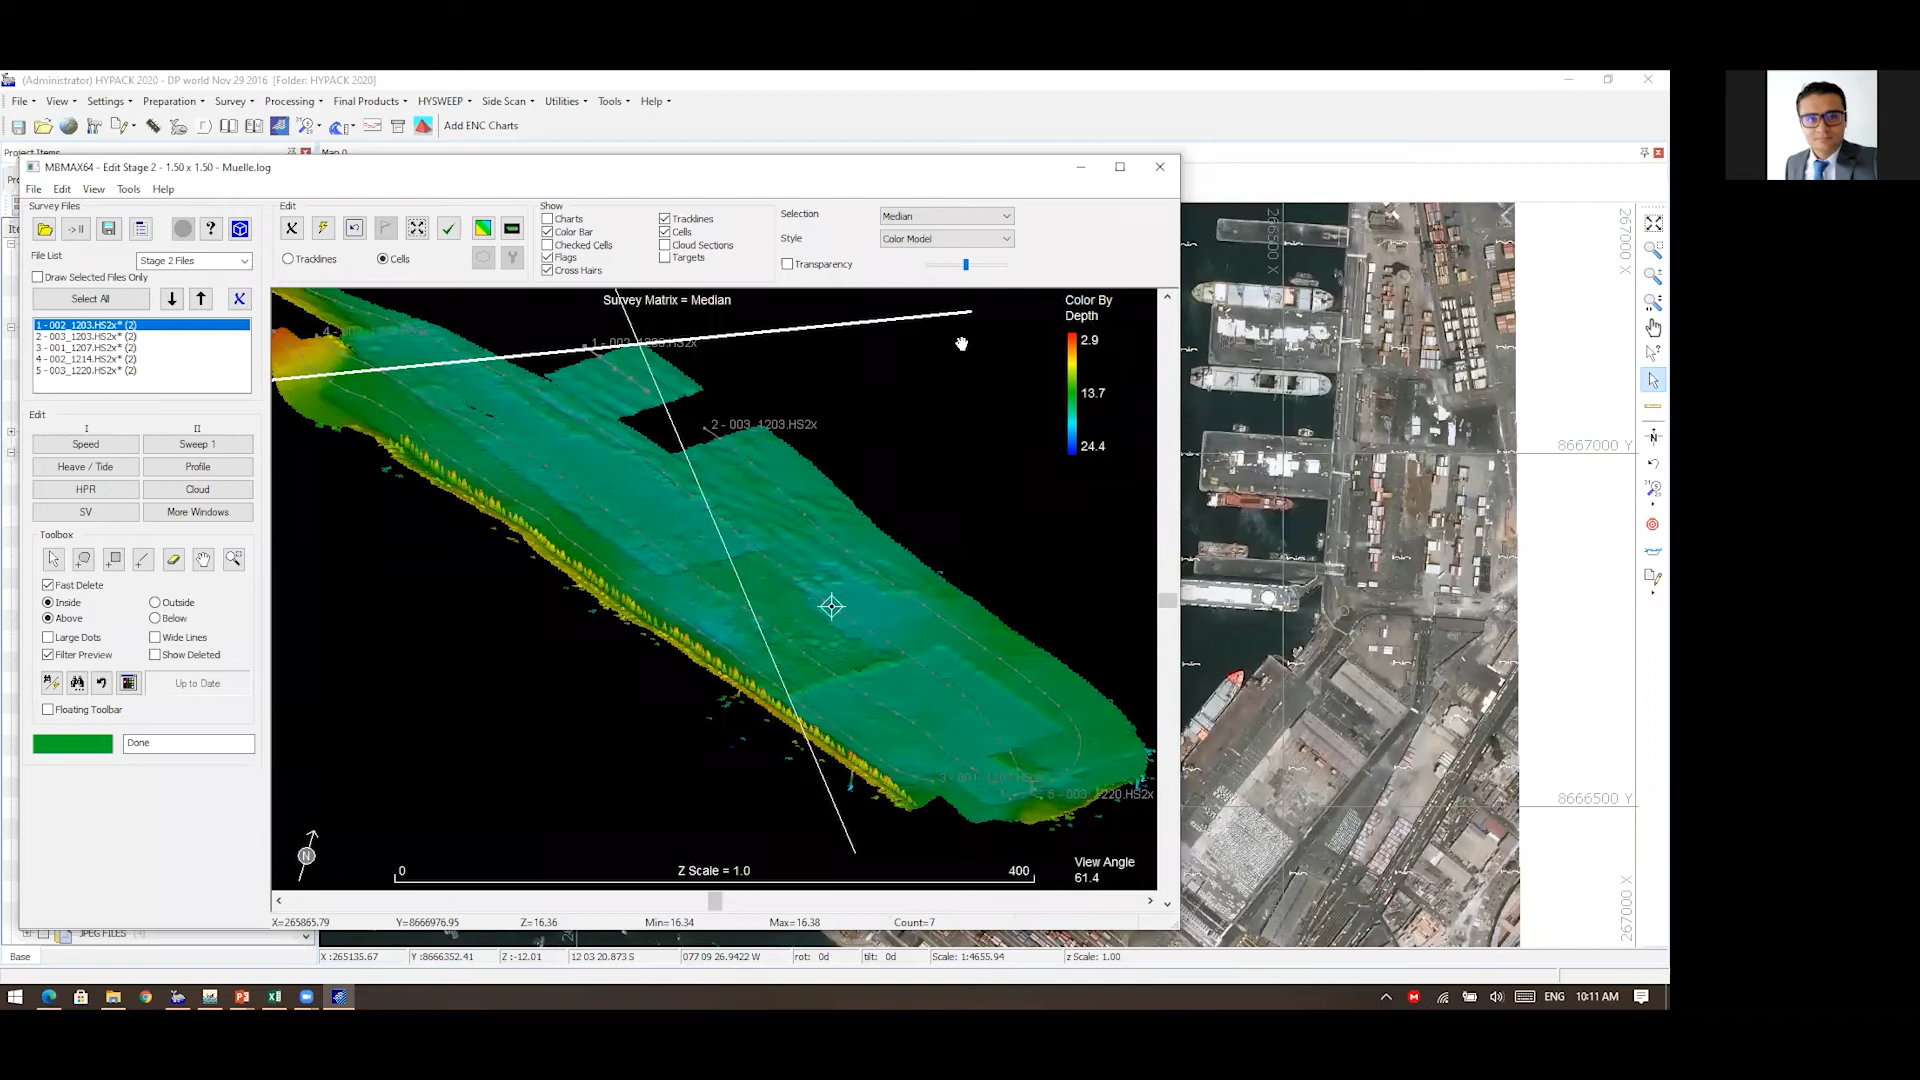 (Administrator) HYPACK 2020 - DP world Nov 29 2016 [Folder: HYPACK 2020]
File View Settings Preparation Survey Processing Final Products HYSWEEP Side Scan Utilities Tools Help
Add ENC Charts
Project Items
Map 0
MBMAX64 - Edit Stage 2 - 1.50 x 1.50 - Muelle.log
File Edit View Tools Help
Survey Files
File List
Stage 2 Files
Draw Selected Files Only
Select All
1 - 002_1203.HS2x* (2)
2 - 003_1203.HS2x* (2)
3 - 001_1207.HS2x* (2)
4 - 002_1214.HS2x* (2)
5 - 003_1220.HS2x* (2)
Edit
I II
Speed Sweep 1
Heave / Tide Profile
HPR Cloud
SV More Windows
Toolbox
Fast Delete
Inside Outside
Above Below
Large Dots Wide Lines
Filter Preview Show Deleted
Up to Date
Floating Toolbar
Done
Edit
Tracklines Cells
Show
Charts Tracklines
Color Bar Cells
Checked Cells Cloud Sections
Flags Targets
Cross Hairs
Selection Median
Style Color Model
Transparency
Survey Matrix = Median
Color By
Depth
2.9
13.7
24.4
2 - 003_1203.HS2x
5 - 003_1220.HS2x
N
0 Z Scale = 1.0 400
View Angle
61.4
X=265865.79 Y=8666976.95 Z=16.36 Min=16.34 Max=16.38 Count=7
266500 X
267000 X
8667000 Y
8666500 Y
267000 X
N
JPEG FILES
Base
X :265135.67 Y :8666352.41 Z :-12.01 12 03 20.873 S 077 09 26.9422 W rot: 0d tilt: 0d Scale: 1:4655.94 z Scale: 1.00
ENG 10:11 AM